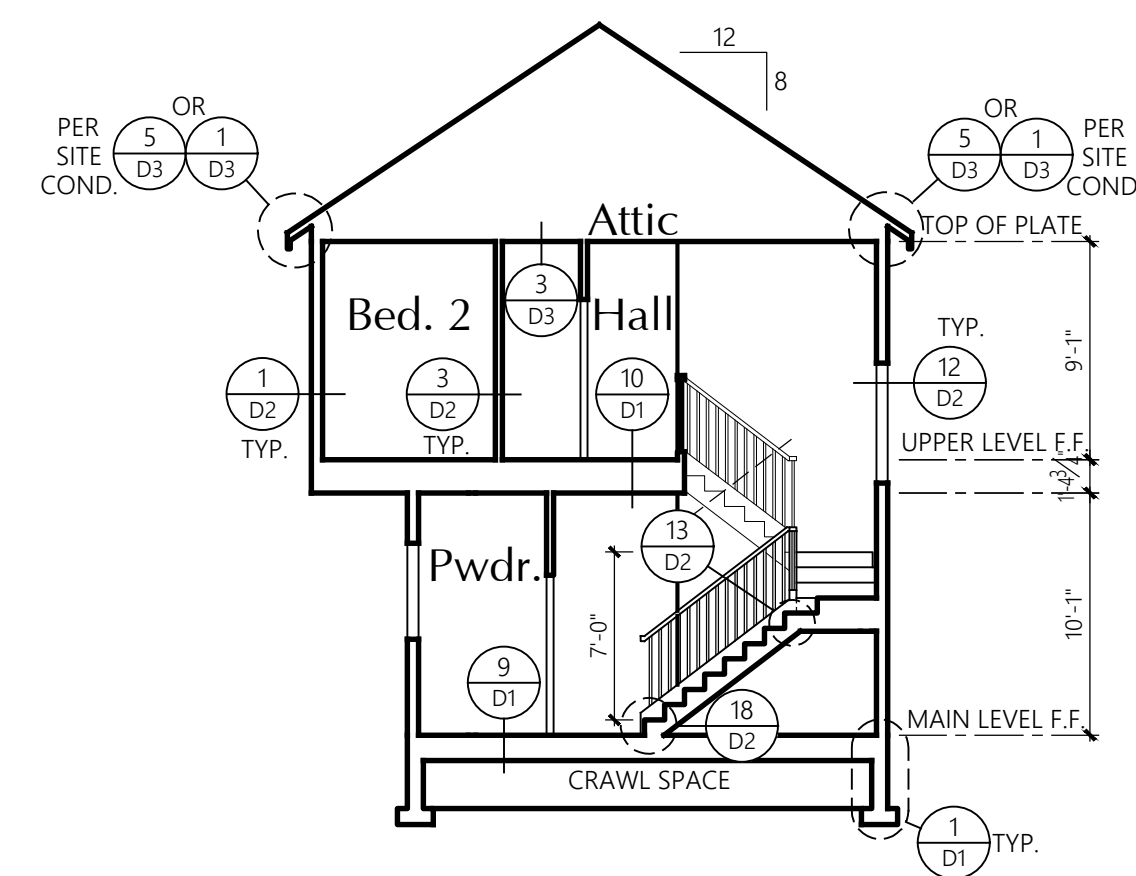 12
8
OR
PER
SITE
COND.
5
D3
1
D3
OR
5
D3
1
D3
PER
SITE
COND
Attic
TOP OF PLATE
3
D3
Bed. 2
Hall
9'-1"
TYP.
1
D2
TYP.
3
D2
TYP.
10
D1
12
D2
UPPER LEVEL F.F.
1'-4 3/4"
13
D2
Pwdr.
7'-0"
10'-1"
9
D1
18
D2
MAIN LEVEL F.F.
CRAWL SPACE
1
D1
TYP.